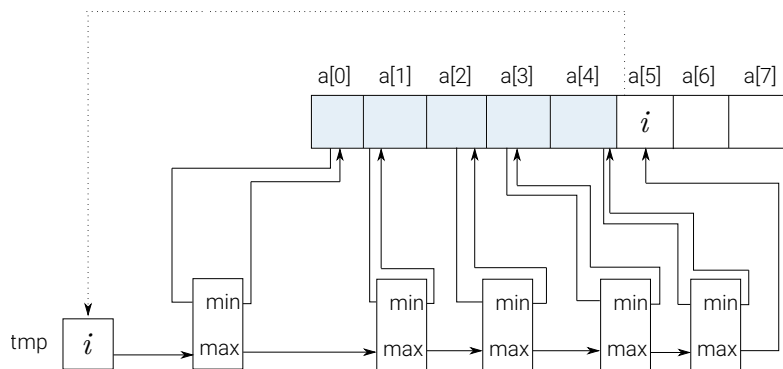 a[0] a[1] a[2] a[3] a[4] a[5] a[6] a[7]
i
min min min min min
tmp i max max max max max